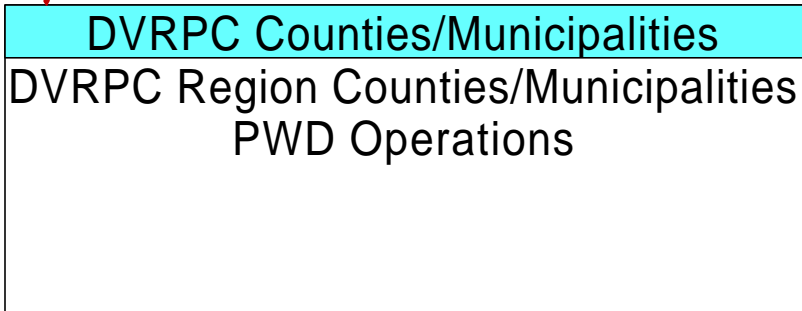 DVRPC Counties/Municipalities
DVRPC Region Counties/Municipalities
PWD Operations